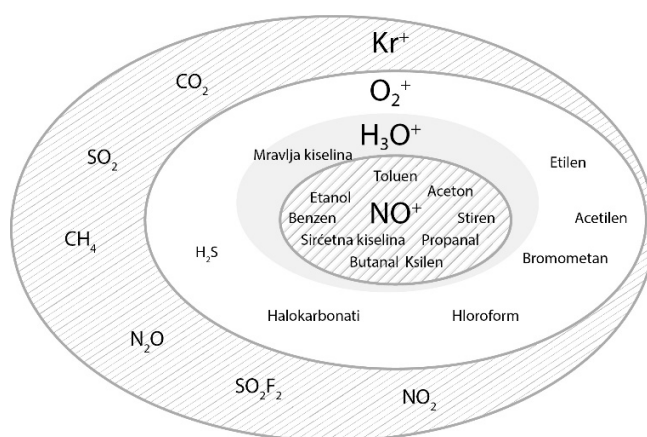 Kr⁺
CO₂
O₂⁺
H₃O⁺
SO₂
Mravlja kiselina
Etilen
Toluen
Etanol
Aceton
Benzen
NO⁺
Stiren
Acetilen
CH₄
H₂S
Sirćetna kiselina
Propanal
Butanal
Ksilen
Bromometan
Halokarbonati
Hloroform
N₂O
SO₂F₂
NO₂